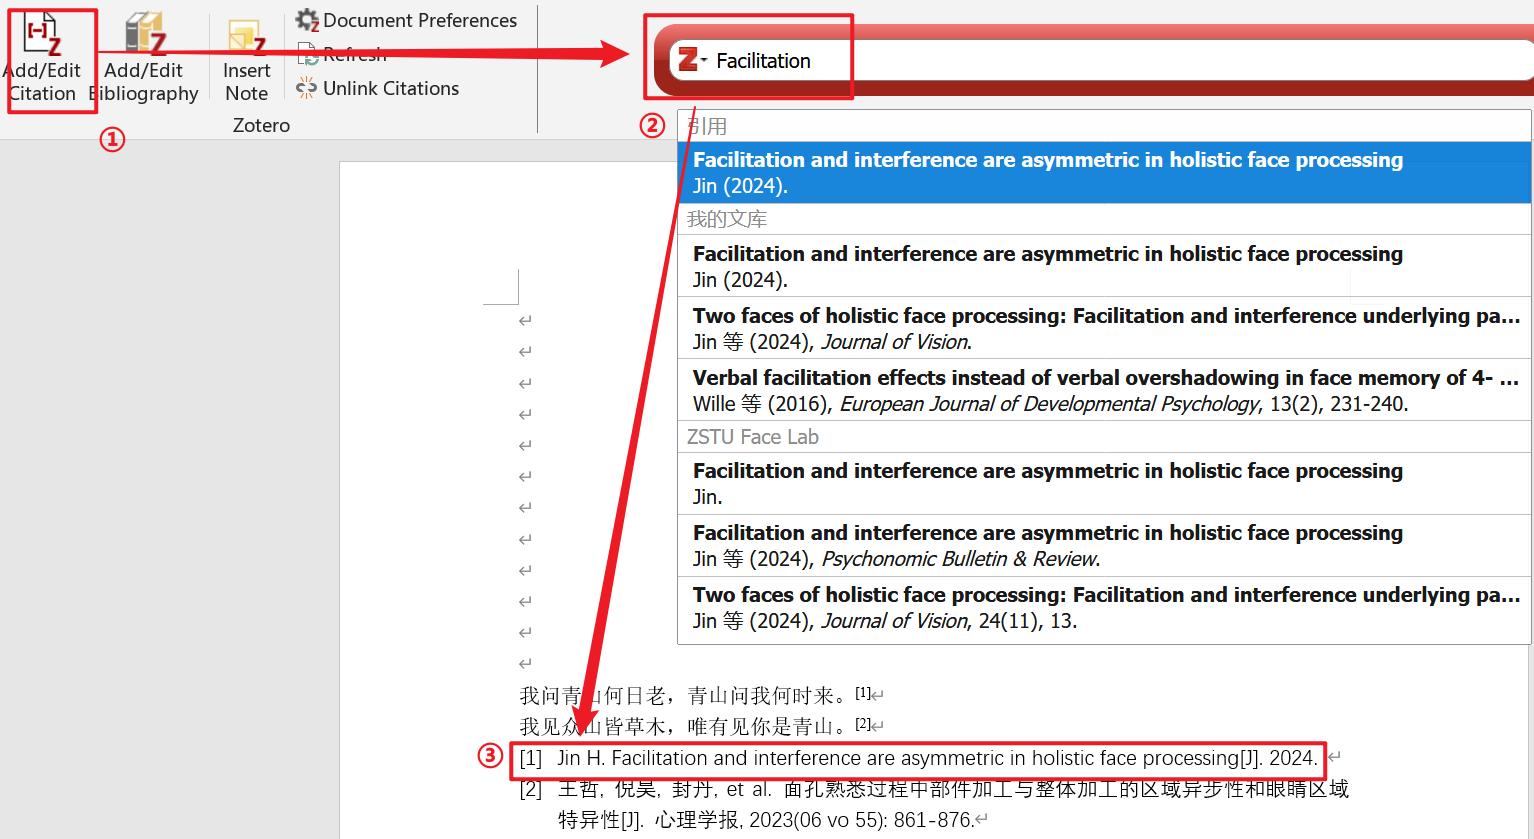 Add/Edit Citation
Add/Edit Bibliography
Insert Note
Document Preferences
Refresh
Unlink Citations
Zotero
①
②
Facilitation
引用
Facilitation and interference are asymmetric in holistic face processing
Jin (2024).
我的文库
Facilitation and interference are asymmetric in holistic face processing
Jin (2024).
Two faces of holistic face processing: Facilitation and interference underlying pa...
Jin 等 (2024), Journal of Vision.
Verbal facilitation effects instead of verbal overshadowing in face memory of 4- ...
Wille 等 (2016), European Journal of Developmental Psychology, 13(2), 231-240.
ZSTU Face Lab
Facilitation and interference are asymmetric in holistic face processing
Jin.
Facilitation and interference are asymmetric in holistic face processing
Jin 等 (2024), Psychonomic Bulletin & Review.
Two faces of holistic face processing: Facilitation and interference underlying pa...
Jin 等 (2024), Journal of Vision, 24(11), 13.
我问青山何日老，青山问我何时来。[1]
我见众山皆草木，唯有见你是青山。[2]
③
[1] Jin H. Facilitation and interference are asymmetric in holistic face processing[J]. 2024.
[2] 王哲, 倪昊, 封丹, et al. 面孔熟悉过程中部件加工与整体加工的区域异步性和眼睛区域
特异性[J]. 心理学报, 2023(06 vo 55): 861-876.